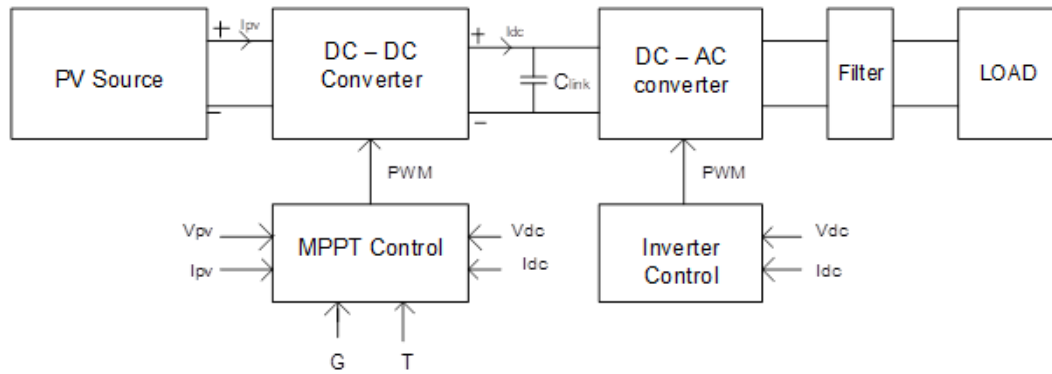 + Ipv
PV Source
−
DC – DC
Converter
+ Idc
Clink
−
DC – AC
converter
Filter
LOAD
PWM
PWM
Vpv
Ipv
MPPT Control
Vdc
Idc
Inverter
Control
Vdc
Idc
G
T